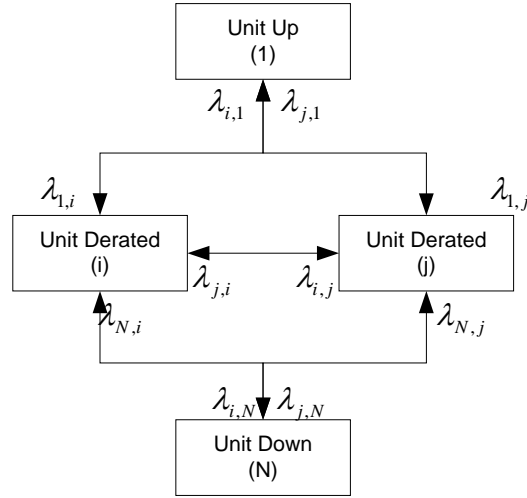 Unit Up
(1)
λi,1 λj,1
λ1,i λ1,j
Unit Derated
(i)
Unit Derated
(j)
λj,i λi,j
λN,i λN,j
λi,N λj,N
Unit Down
(N)